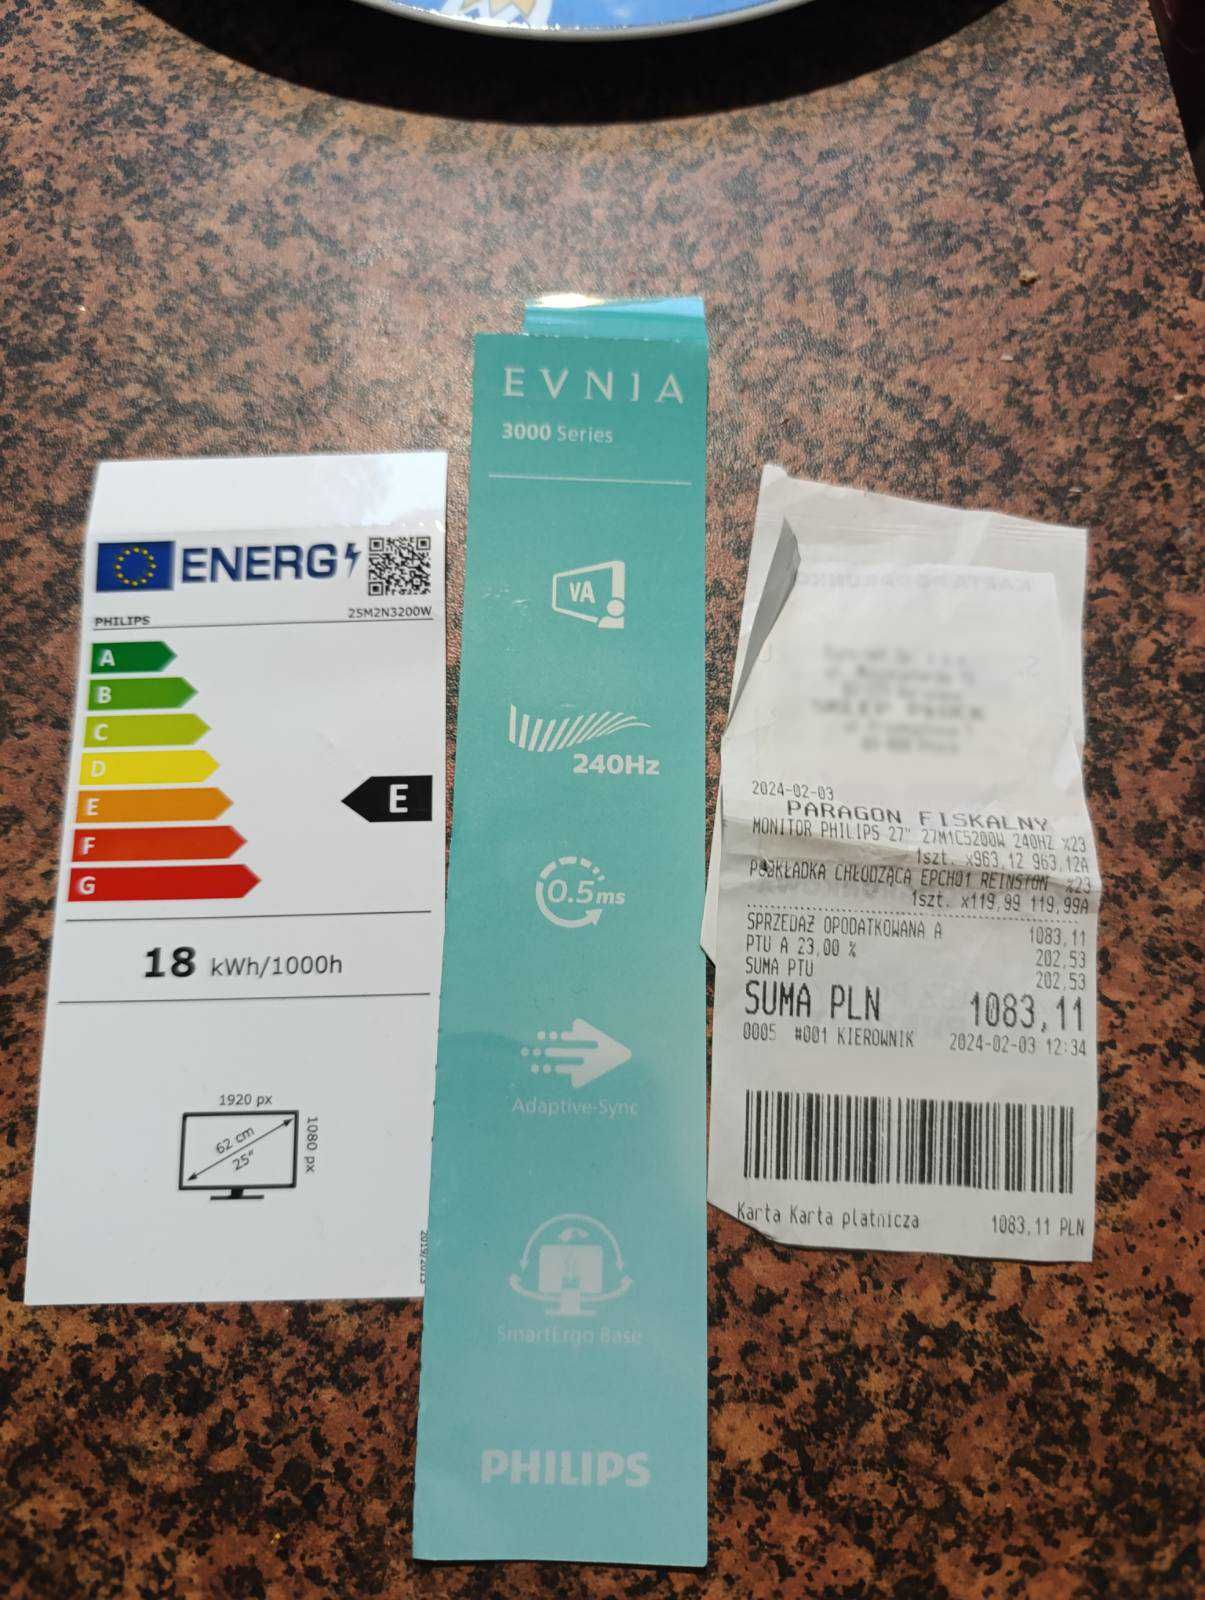 ENERG
PHILIPS
25M2N3200W
A
B
C
D
E
E
F
G
18 kWh/1000h
1920 px
62 cm
25"
1080 px
2019/2013
EVNIA
3000 Series
VA
240Hz
0.5ms
Adaptive-Sync
SmartErgo Base
PHILIPS
2024-02-03
PARAGON FISKALNY
MONITOR PHILIPS 27" 27M1C5200W 240HZ %23
1szt. x963,12 963,12A
PODKŁADKA CHŁODZĄCA EPCH01 REINSTON %23
1szt. x119,99 119,99A
SPRZEDAŻ OPODATKOWANA A 1083,11
PTU A 23,00 % 202,53
SUMA PTU 202,53
SUMA PLN 1083,11
0005 #001 KIEROWNIK 2024-02-03 12:34
Karta Karta płatnicza 1083,11 PLN